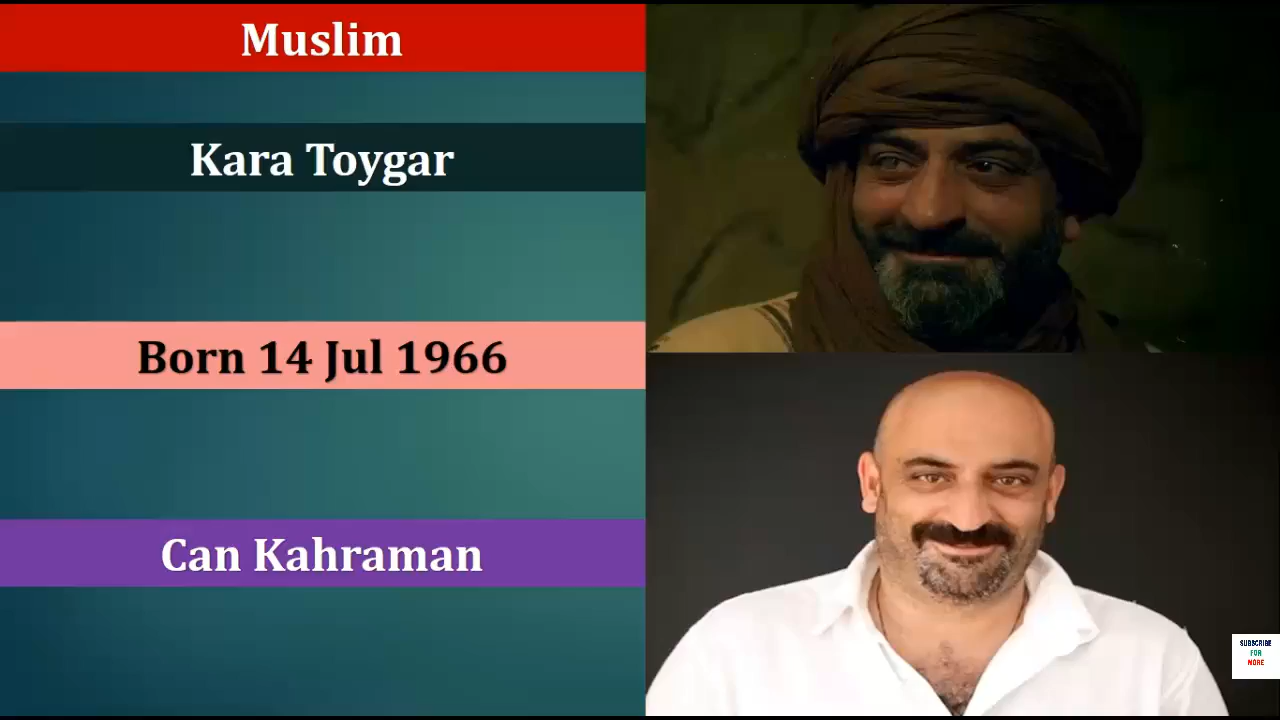 Muslim
Kara Toygar
Born 14 Jul 1966
Can Kahraman
SUBSCRIBE
FOR
MORE